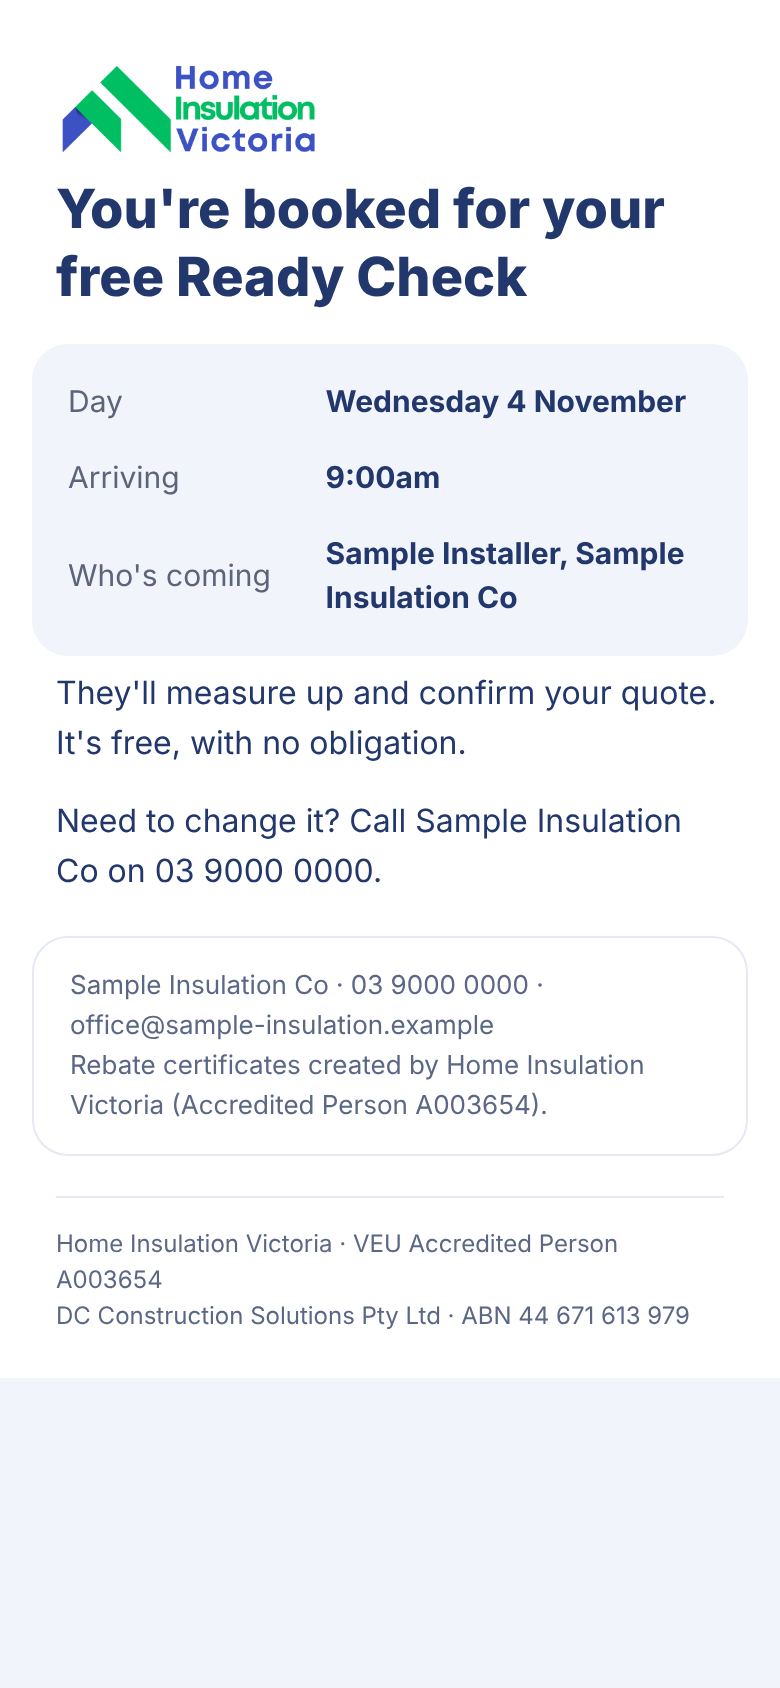 Home
Insulation
Victoria
You're booked for your
free Ready Check
Day Wednesday 4 November
Arriving 9:00am
Who's coming Sample Installer, Sample
Insulation Co
They'll measure up and confirm your quote.
It's free, with no obligation.
Need to change it? Call Sample Insulation
Co on 03 9000 0000.
Sample Insulation Co · 03 9000 0000 ·
office@sample-insulation.example
Rebate certificates created by Home Insulation
Victoria (Accredited Person A003654).
Home Insulation Victoria · VEU Accredited Person
A003654
DC Construction Solutions Pty Ltd · ABN 44 671 613 979